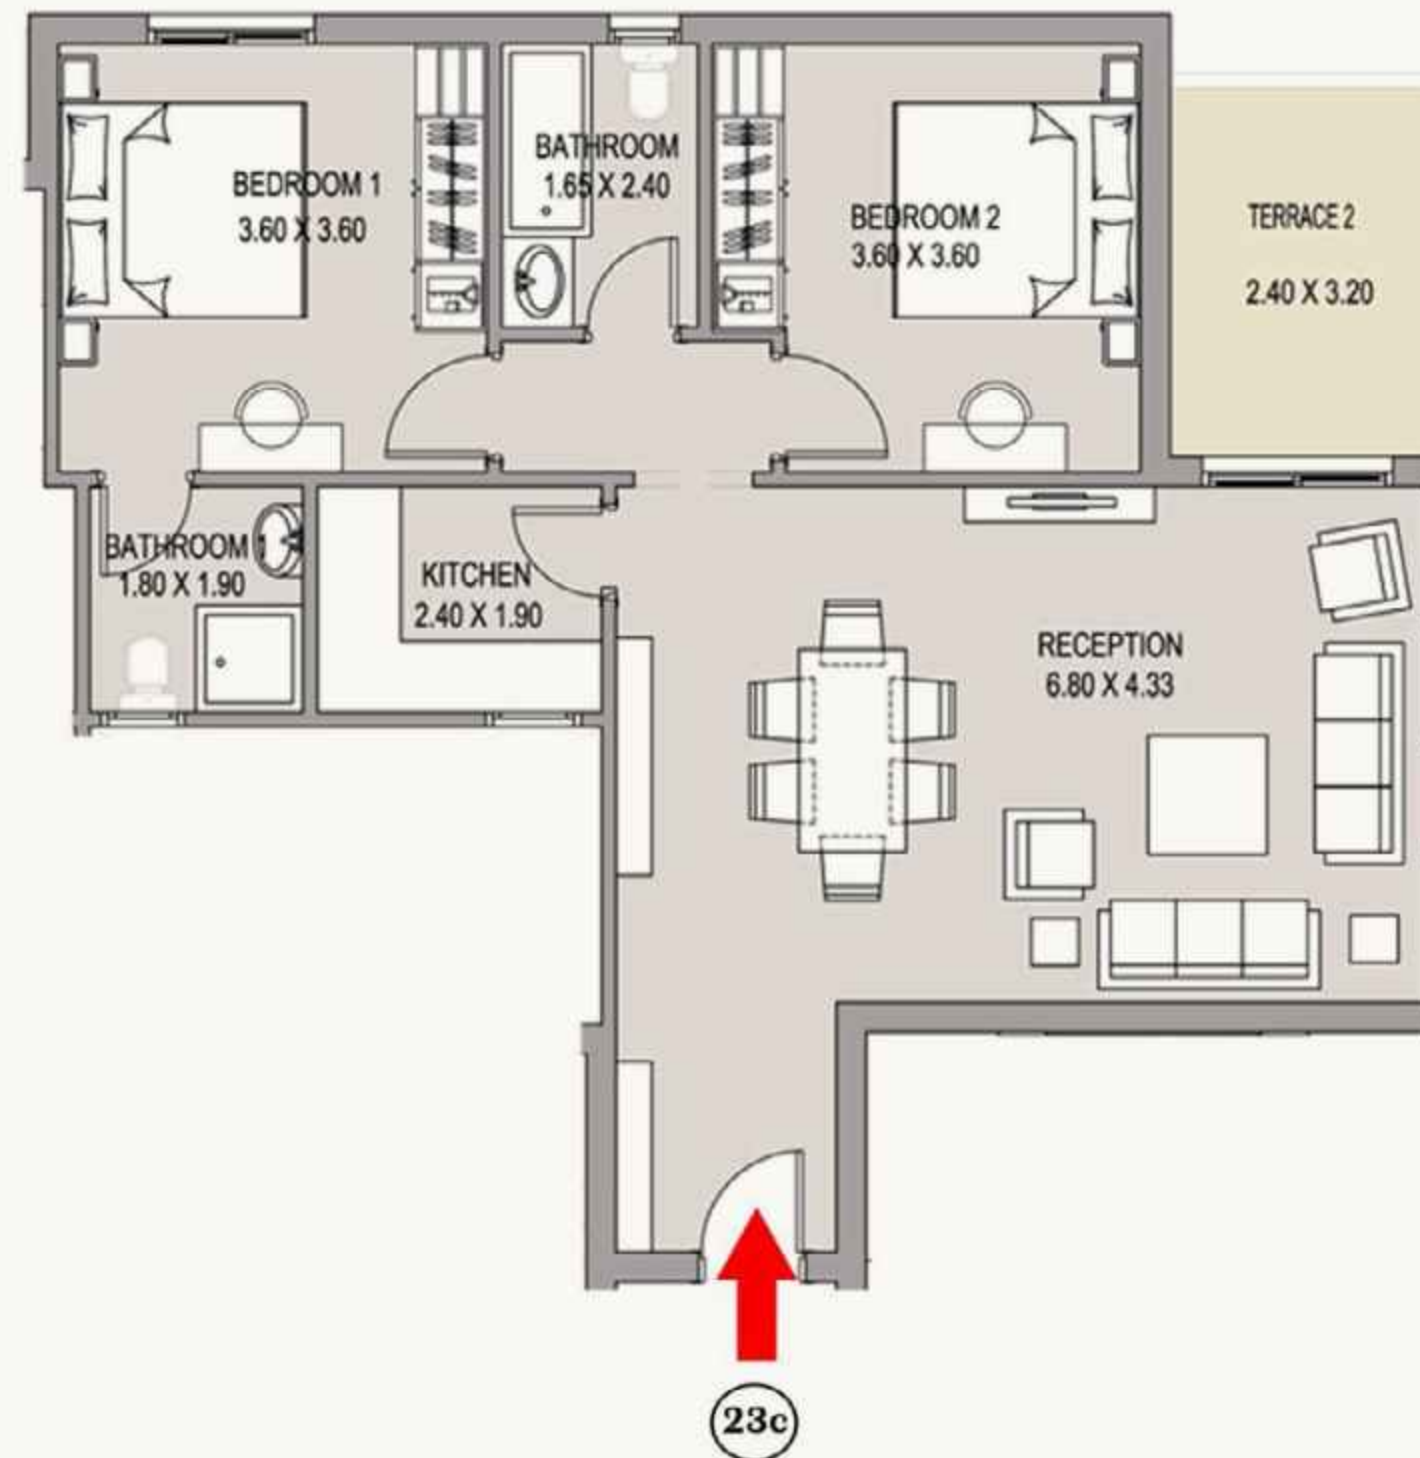 BEDROOM 1
3.60 X 3.60
BATHROOM
1.65 X 2.40
BEDROOM 2
3.60 X 3.60
TERRACE 2
2.40 X 3.20
BATHROOM 1
1.80 X 1.90
KITCHEN
2.40 X 1.90
RECEPTION
6.80 X 4.33
23c